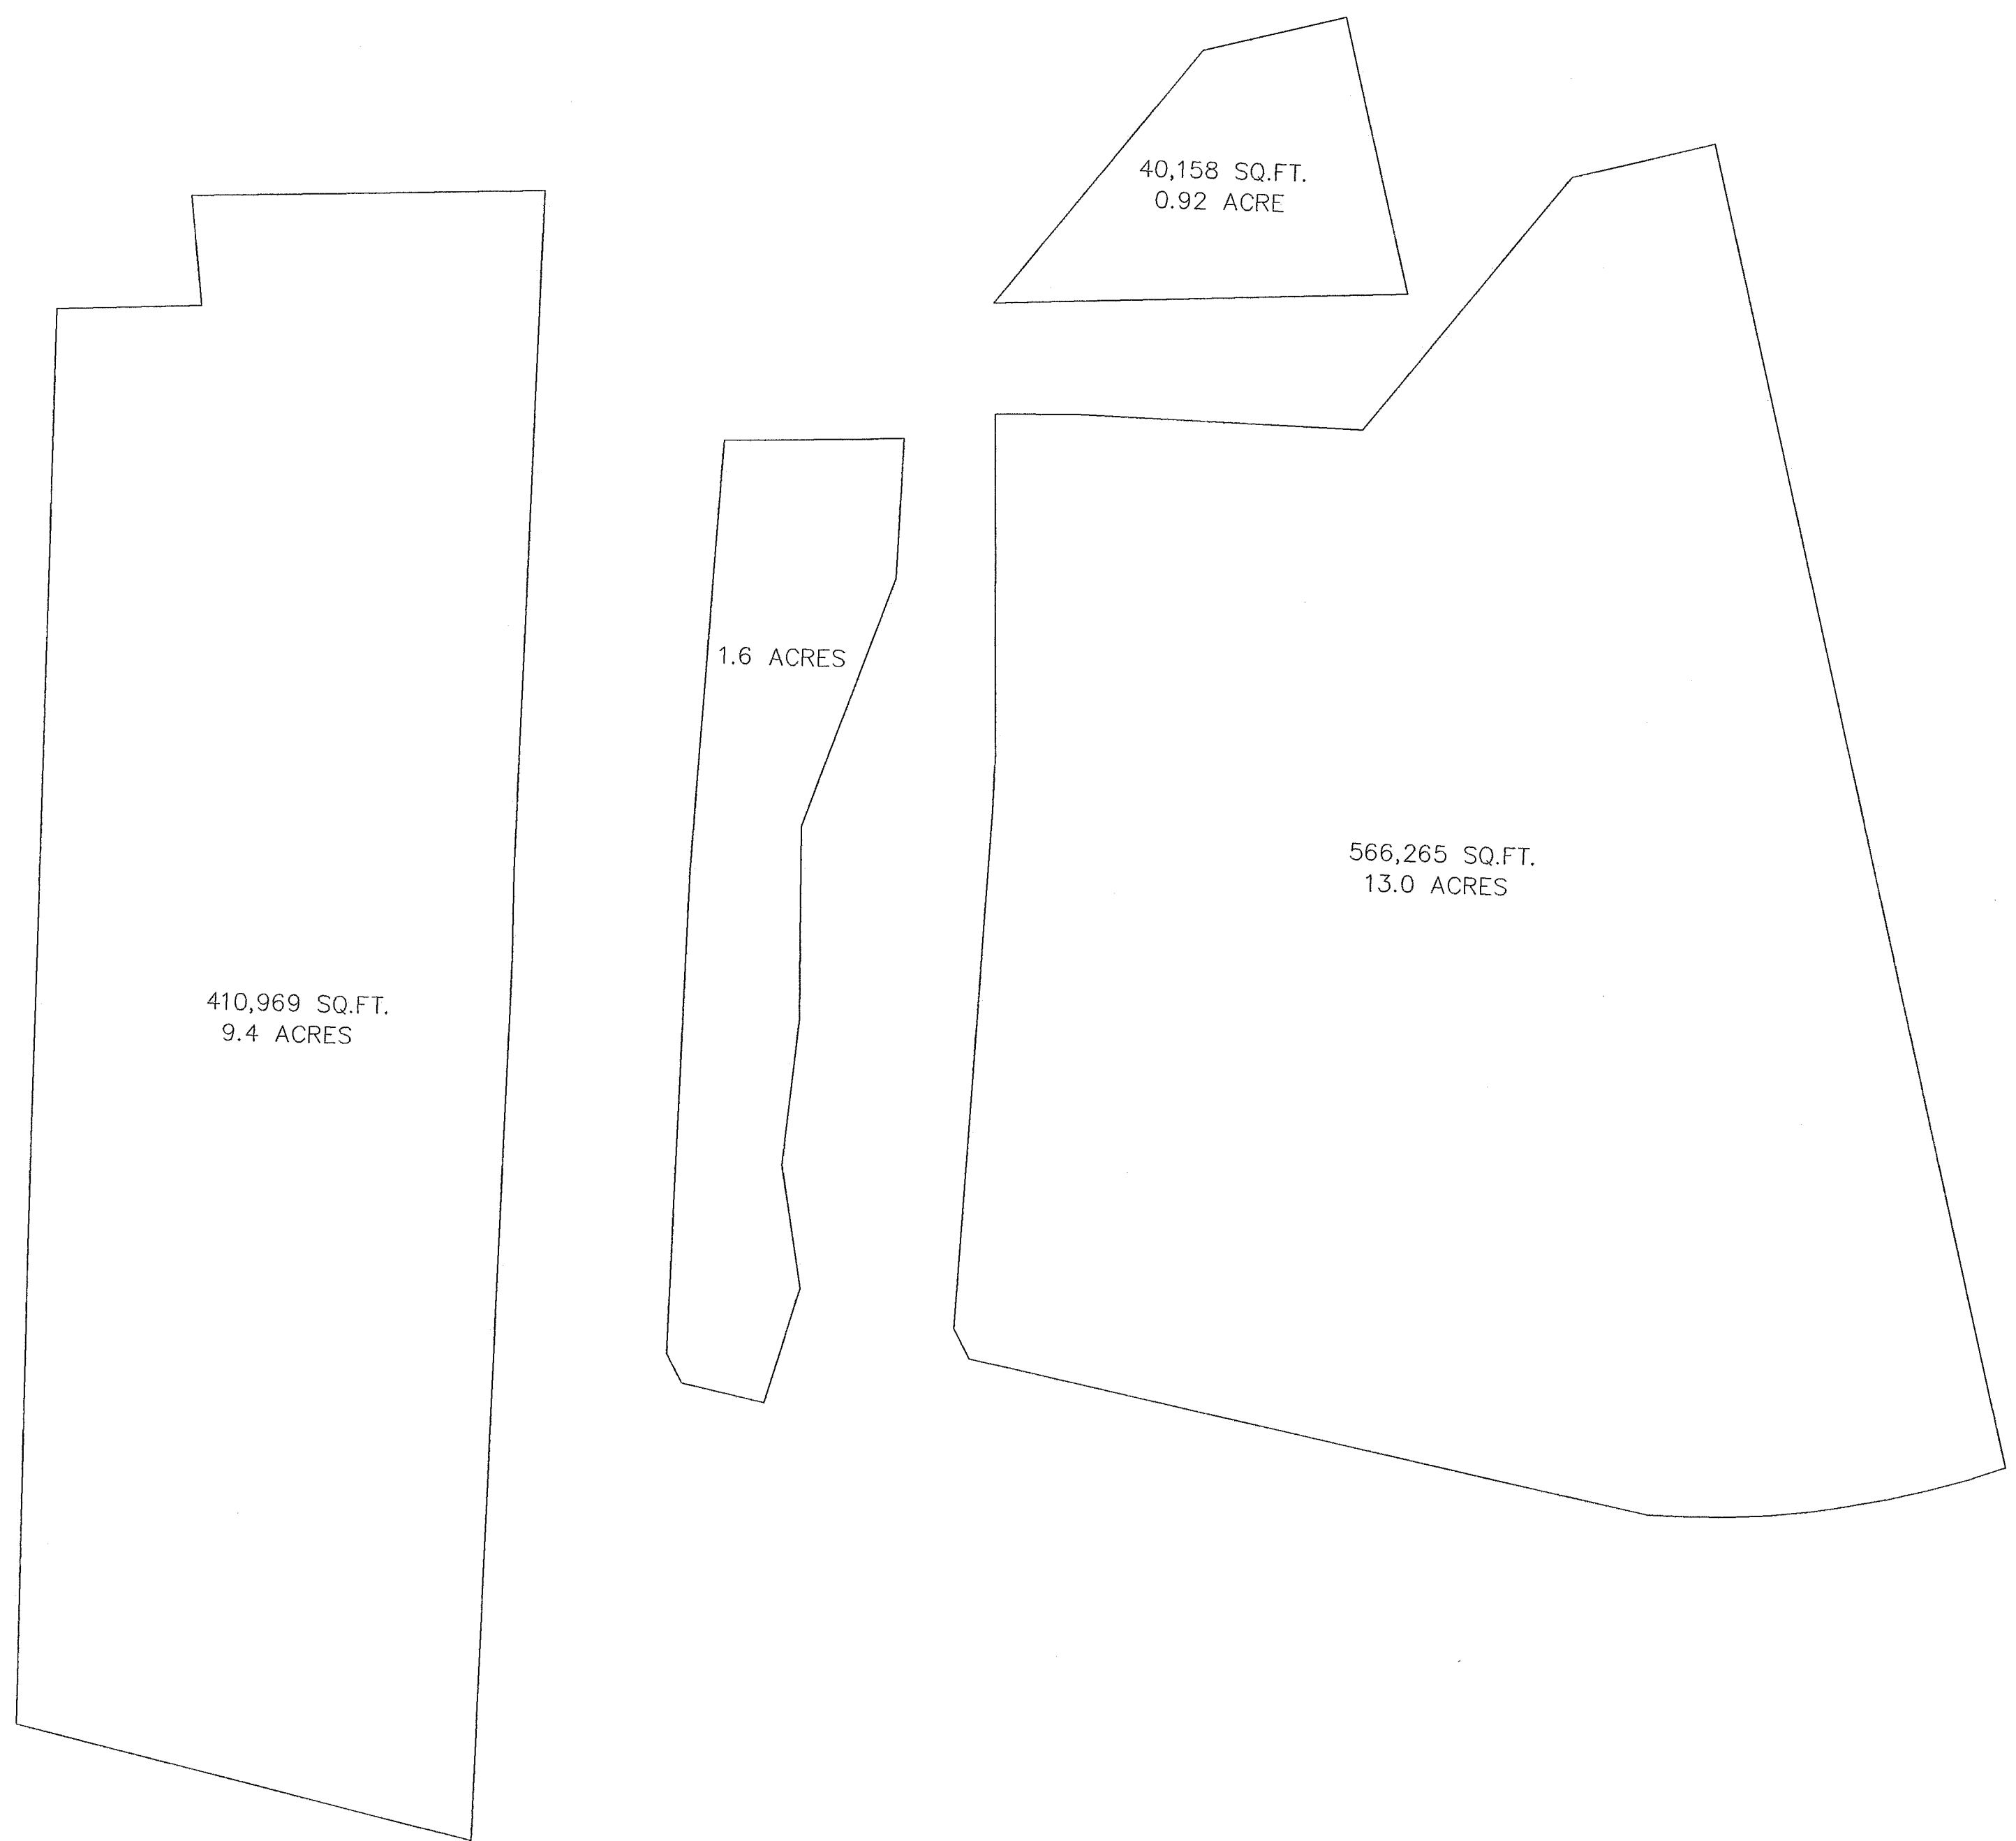 40,158 SQ.FT.
0.92 ACRE
1.6 ACRES
566,265 SQ.FT.
13.0 ACRES
410,969 SQ.FT.
9.4 ACRES